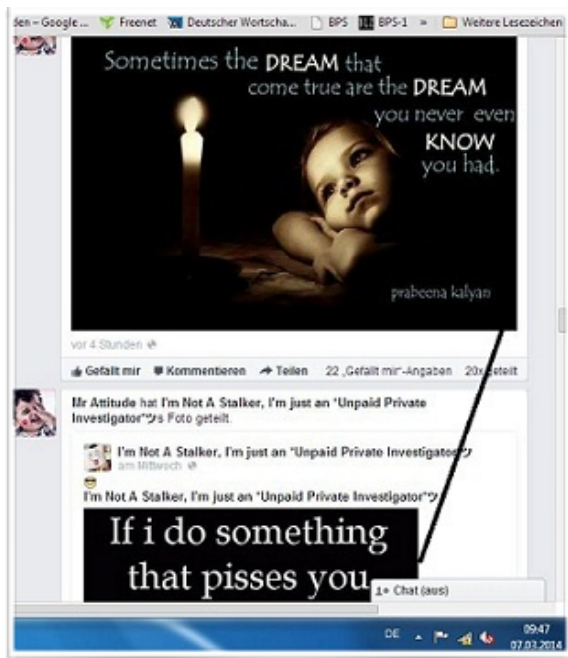 den – Google ... Freenet Deutscher Wortscha... BPS BPS-1 » Weitere Lesezeichen
Sometimes the DREAM that
come true are the DREAM
you never even
KNOW
you had.
prabeena kalyan
vor 4 Stunden
Gefällt mir Kommentieren Teilen 22 „Gefällt mir“-Angaben 20x geteilt
Mr Attitude hat I'm Not A Stalker, I'm just an "Unpaid Private
Investigator"ツs Foto geteilt.
I'm Not A Stalker, I'm just an "Unpaid Private Investigator"ツ
am Mittwoch
I'm Not A Stalker, I'm just an "Unpaid Private Investigator"ツ
If i do something
that pisses you
Chat (aus)
DE 09:47
07.03.2014